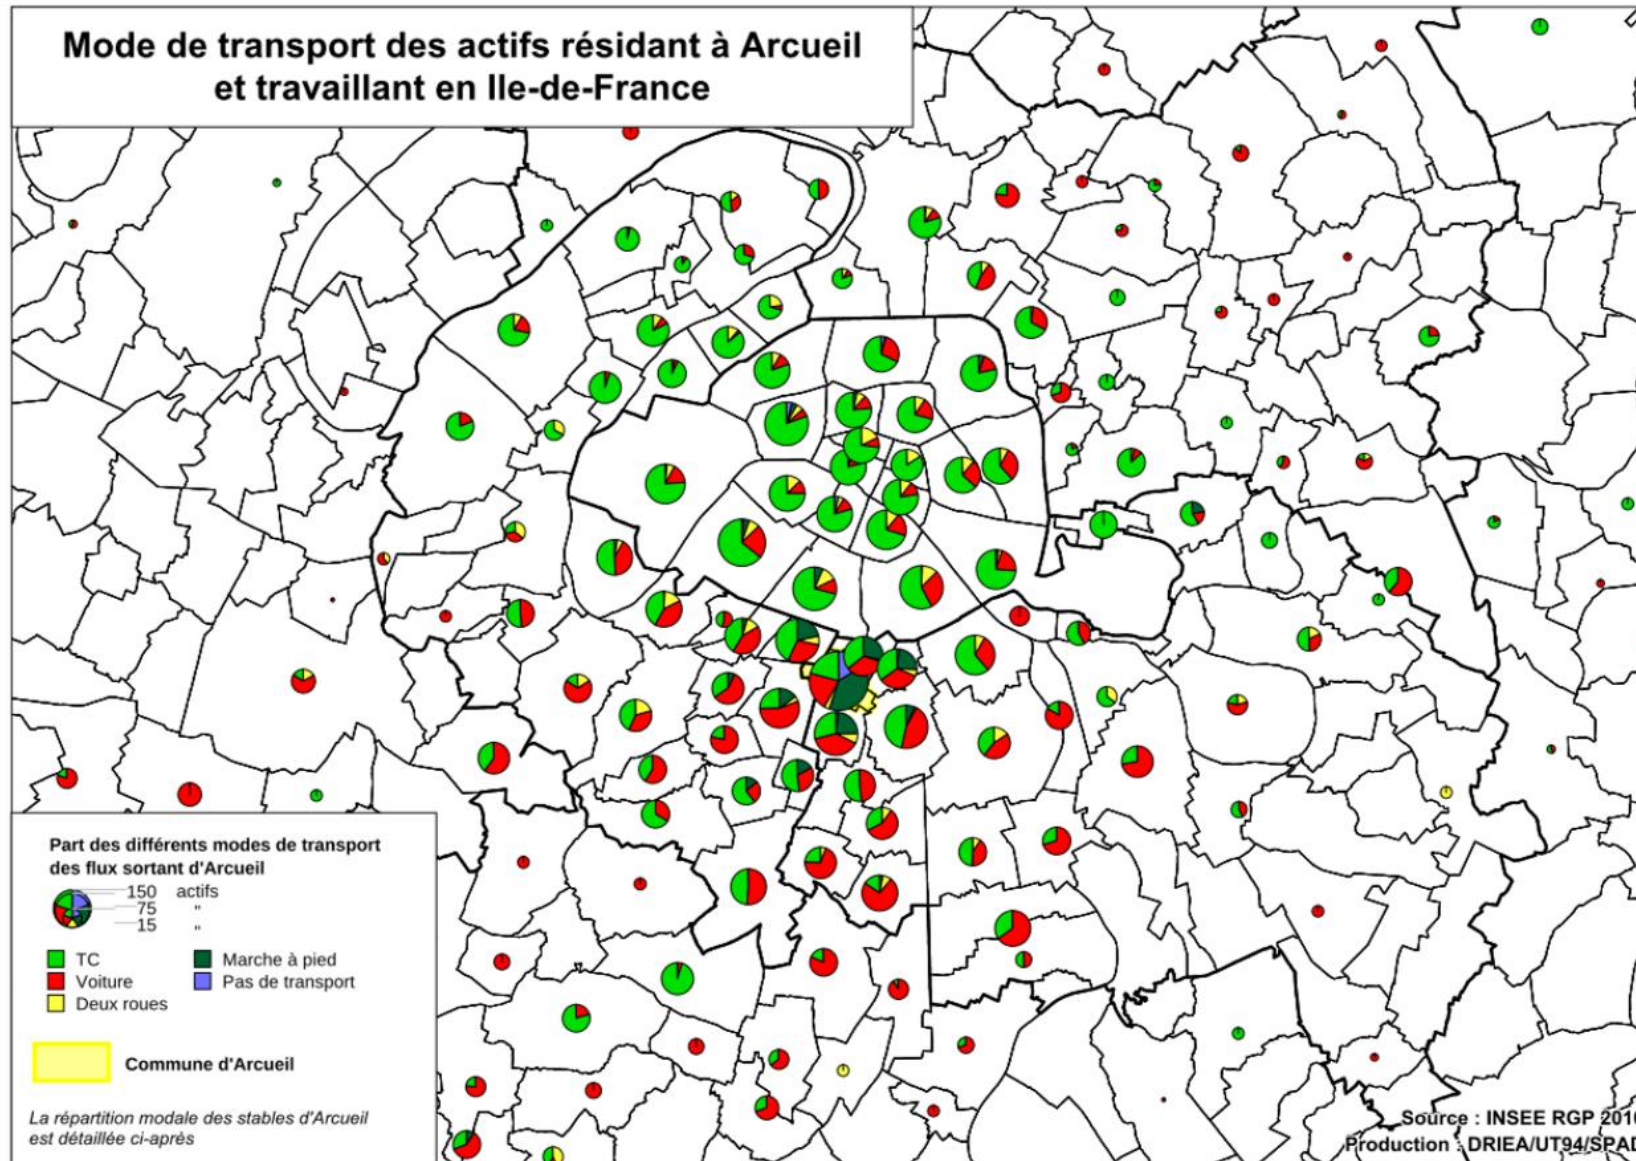 Mode de transport des actifs résidant à Arcueil
et travaillant en Ile-de-France
Part des différents modes de transport
des flux sortant d'Arcueil
150 actifs
75 "
15 "
TC
Voiture
Deux roues
Marche à pied
Pas de transport
Commune d'Arcueil
La répartition modale des stables d'Arcueil
est détaillée ci-après
Source : INSEE RGP 2010
Production : DRIEA/UT94/SPAD